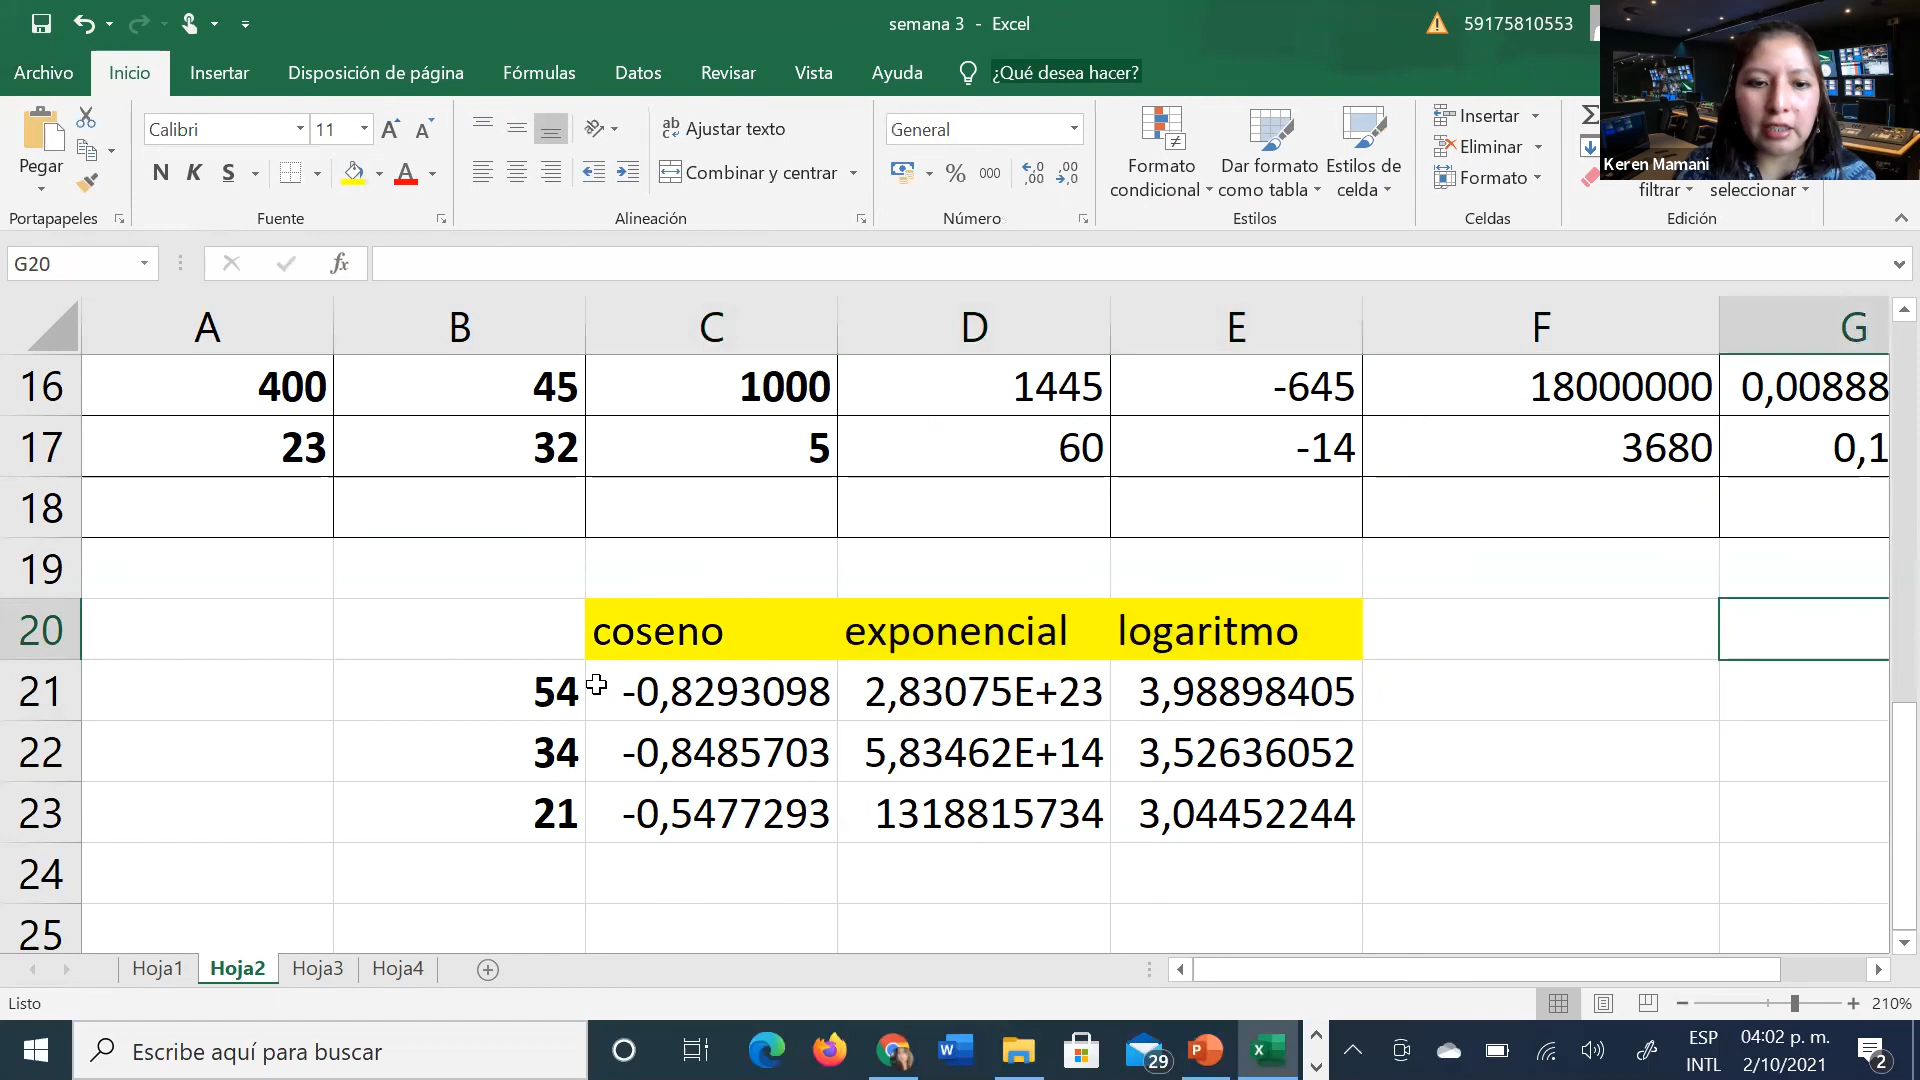 semana 3 - Excel
59175810553
Archivo Inicio Insertar Disposición de página Fórmulas Datos Revisar Vista Ayuda ¿Qué desea hacer?
Pegar
Portapapeles
Calibri 11
N K S
Fuente
Ajustar texto
Combinar y centrar
Alineación
General
% 000
Número
Formato condicional
Dar formato como tabla
Estilos de celda
Estilos
Insertar
Eliminar
Formato
Celdas
filtrar
seleccionar
Edición
Keren Mamani
G20
fx
A B C D E F G
16 400 45 1000 1445 -645 18000000 0,00888
17 23 32 5 60 -14 3680 0,1
18
19
20 coseno exponencial logaritmo
21 54 -0,8293098 2,83075E+23 3,98898405
22 34 -0,8485703 5,83462E+14 3,52636052
23 21 -0,5477293 1318815734 3,04452244
24
25
Hoja1 Hoja2 Hoja3 Hoja4
Listo
210%
Escribe aquí para buscar
29
ESP
INTL
04:02 p. m.
2/10/2021
2